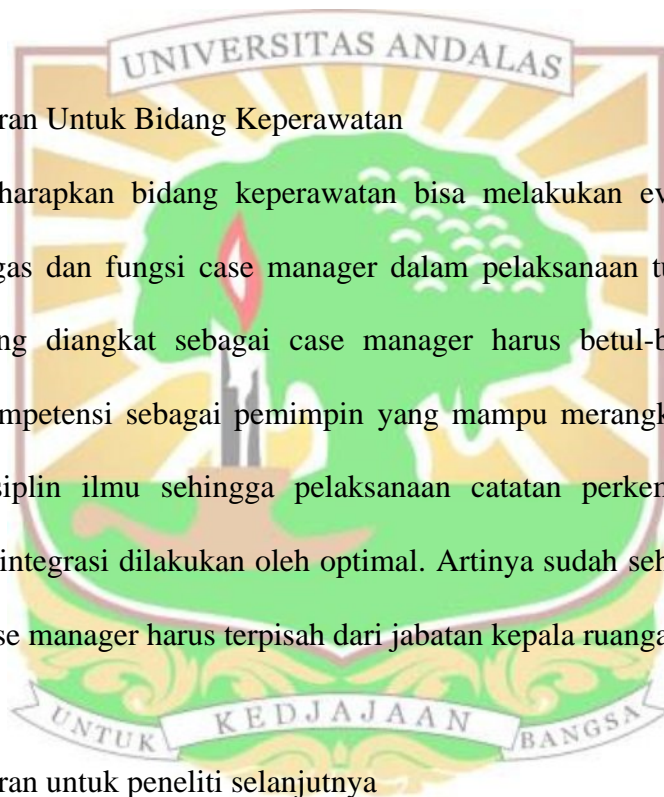 UNIVERSITAS ANDALAS
ran Untuk Bidang Keperawatan
harapkan bidang keperawatan bisa melakukan ev
gas dan fungsi case manager dalam pelaksanaan tu
ng diangkat sebagai case manager harus betul-b
mpetensi sebagai pemimpin yang mampu merangk
siplin ilmu sehingga pelaksanaan catatan perken
integrasi dilakukan oleh optimal. Artinya sudah seh
se manager harus terpisah dari jabatan kepala ruanga
UNTUK KEDJAJAAN BANGSA
ran untuk peneliti selanjutnya